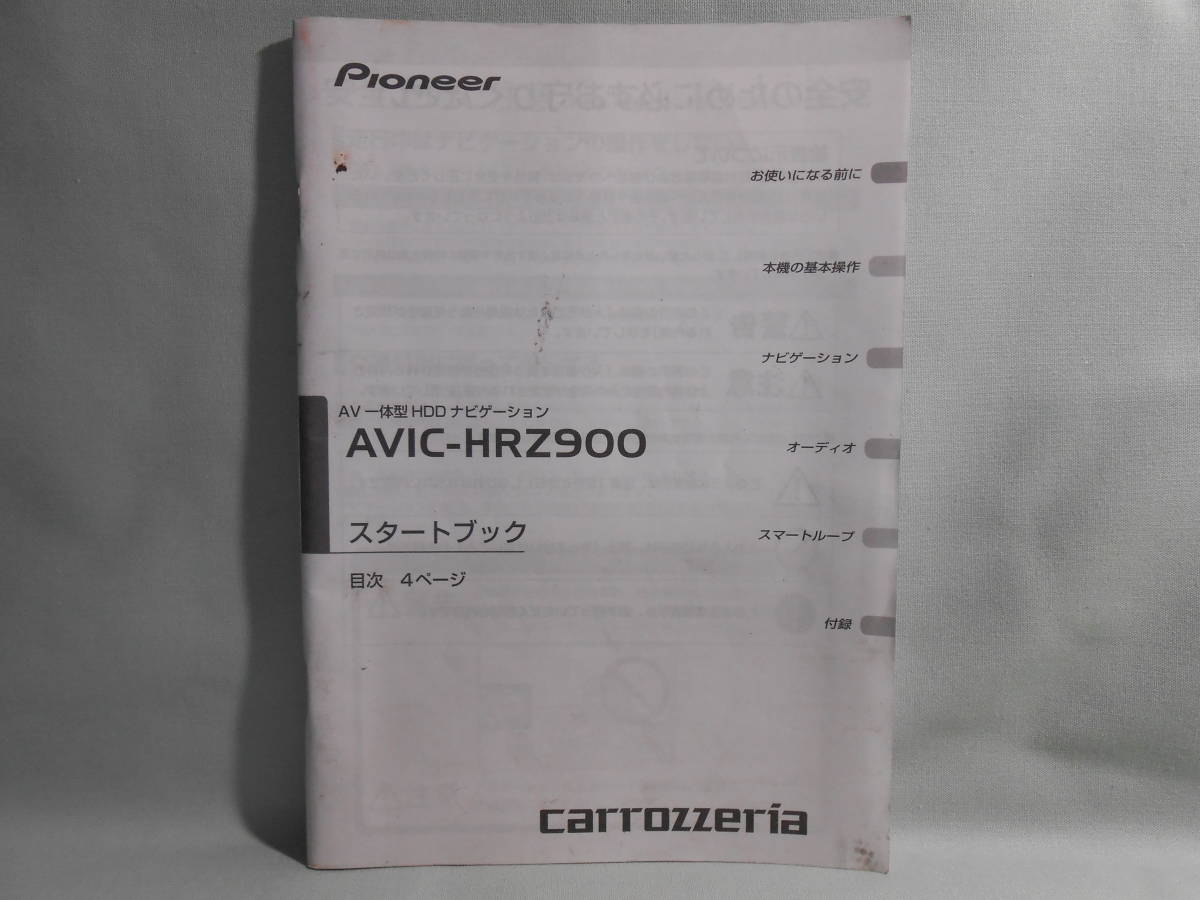 Pioneer
お使いになる前に
本機の基本操作
ナビゲーション
AV 一体型 HDD ナビゲーション
AVIC-HRZ900
オーディオ
スタートブック
スマートループ
目次 4ページ
付録
carrozzeria